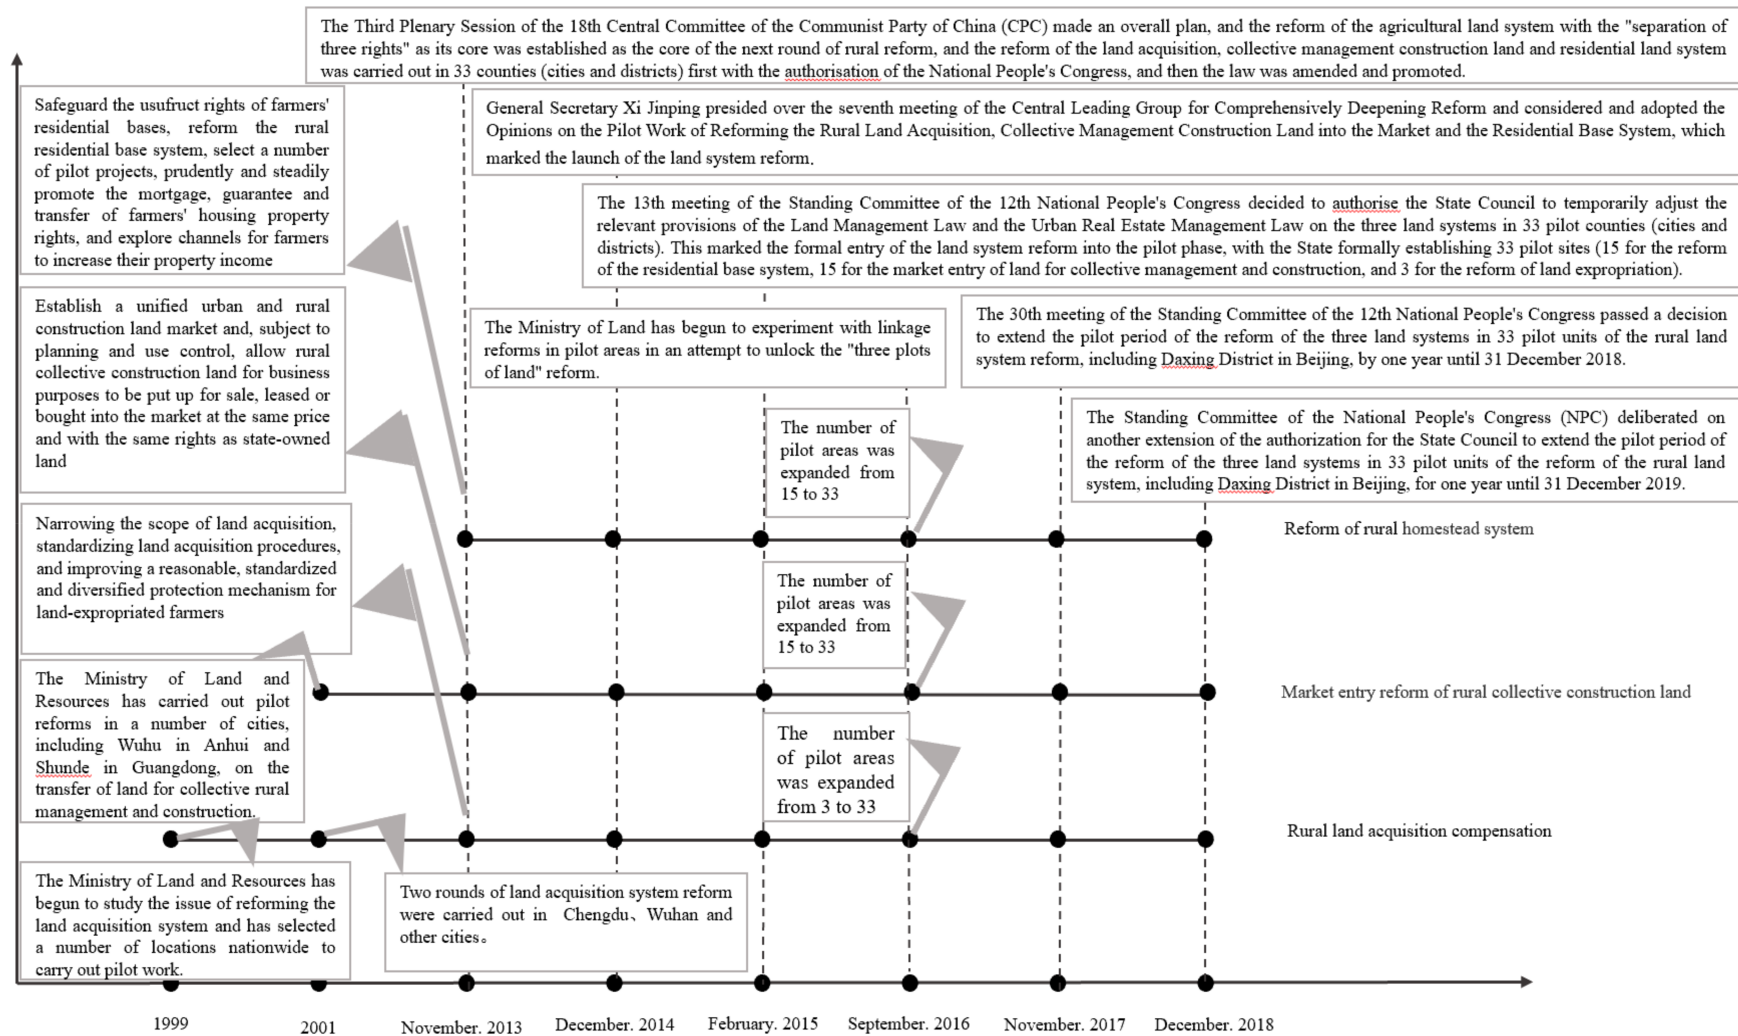 The Third Plenary Session of the 18th Central Committee of the Communist Party of China (CPC) made an overall plan, and the reform of the agricultural land system with the "separation of
three rights" as its core was established as the core of the next round of rural reform, and the reform of the land acquisition, collective management construction land and residential land system
was carried out in 33 counties (cities and districts) first with the authorisation of the National People's Congress, and then the law was amended and promoted.
General Secretary Xi Jinping presided over the seventh meeting of the Central Leading Group for Comprehensively Deepening Reform and considered and adopted the
Opinions on the Pilot Work of Reforming the Rural Land Acquisition, Collective Management Construction Land into the Market and the Residential Base System, which
marked the launch of the land system reform.
The 13th meeting of the Standing Committee of the 12th National People's Congress decided to authorise the State Council to temporarily adjust the
relevant provisions of the Land Management Law and the Urban Real Estate Management Law on the three land systems in 33 pilot counties (cities and
districts). This marked the formal entry of the land system reform into the pilot phase, with the State formally establishing 33 pilot sites (15 for the reform
of the residential base system, 15 for the market entry of land for collective management and construction, and 3 for the reform of land expropriation).
The Ministry of Land has begun to experiment with linkage
reforms in pilot areas in an attempt to unlock the "three plots
of land" reform.
The 30th meeting of the Standing Committee of the 12th National People's Congress passed a decision
to extend the pilot period of the reform of the three land systems in 33 pilot units of the rural land
system reform, including Daxing District in Beijing, by one year until 31 December 2018.
The Standing Committee of the National People's Congress (NPC) deliberated on
another extension of the authorization for the State Council to extend the pilot period of
the reform of the three land systems in 33 pilot units of the reform of the rural land
system, including Daxing District in Beijing, for one year until 31 December 2019.
Safeguard the usufruct rights of farmers'
residential bases, reform the rural
residential base system, select a number
of pilot projects, prudently and steadily
promote the mortgage, guarantee and
transfer of farmers' housing property
rights, and explore channels for farmers
to increase their property income
Establish a unified urban and rural
construction land market and, subject to
planning and use control, allow rural
collective construction land for business
purposes to be put up for sale, leased or
bought into the market at the same price
and with the same rights as state-owned
land
Narrowing the scope of land acquisition,
standardizing land acquisition procedures,
and improving a reasonable, standardized
and diversified protection mechanism for
land-expropriated farmers
The Ministry of Land and
Resources has carried out pilot
reforms in a number of cities,
including Wuhu in Anhui and
Shunde in Guangdong, on the
transfer of land for collective rural
management and construction.
The Ministry of Land and Resources has
begun to study the issue of reforming the
land acquisition system and has selected
a number of locations nationwide to
carry out pilot work.
Two rounds of land acquisition system reform
were carried out in Chengdu、Wuhan and
other cities。
The number of
pilot areas was
expanded from
15 to 33
The number of
pilot areas was
expanded from
15 to 33
The number
of pilot areas
was expanded
from 3 to 33
Reform of rural homestead system
Market entry reform of rural collective construction land
Rural land acquisition compensation
1999
2001
November. 2013
December. 2014
February. 2015
September. 2016
November. 2017
December. 2018